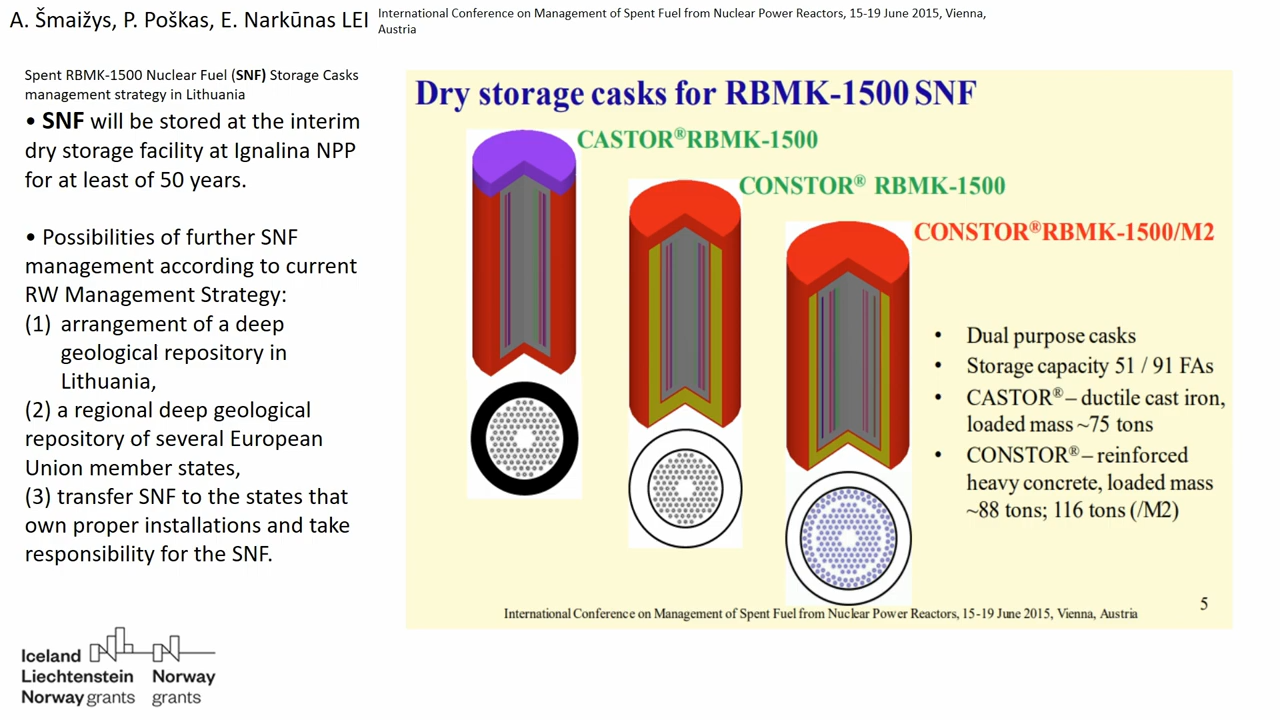 A. Šmaižys, P. Poškas, E. Narkūnas LEI
International Conference on Management of Spent Fuel from Nuclear Power Reactors, 15-19 June 2015, Vienna,
Austria
Spent RBMK-1500 Nuclear Fuel (SNF) Storage Casks
management strategy in Lithuania
• SNF will be stored at the interim
dry storage facility at Ignalina NPP
for at least of 50 years.
• Possibilities of further SNF
management according to current
RW Management Strategy:
(1) arrangement of a deep
geological repository in
Lithuania,
(2) a regional deep geological
repository of several European
Union member states,
(3) transfer SNF to the states that
own proper installations and take
responsibility for the SNF.
Dry storage casks for RBMK-1500 SNF
CASTOR®RBMK-1500
CONSTOR® RBMK-1500
CONSTOR®RBMK-1500/M2
• Dual purpose casks
• Storage capacity 51 / 91 FAs
• CASTOR® – ductile cast iron,
loaded mass ~75 tons
• CONSTOR® – reinforced
heavy concrete, loaded mass
~88 tons; 116 tons (/M2)
5
International Conference on Management of Spent Fuel from Nuclear Power Reactors, 15-19 June 2015, Vienna, Austria
Iceland
Liechtenstein
Norway grants
Norway
grants